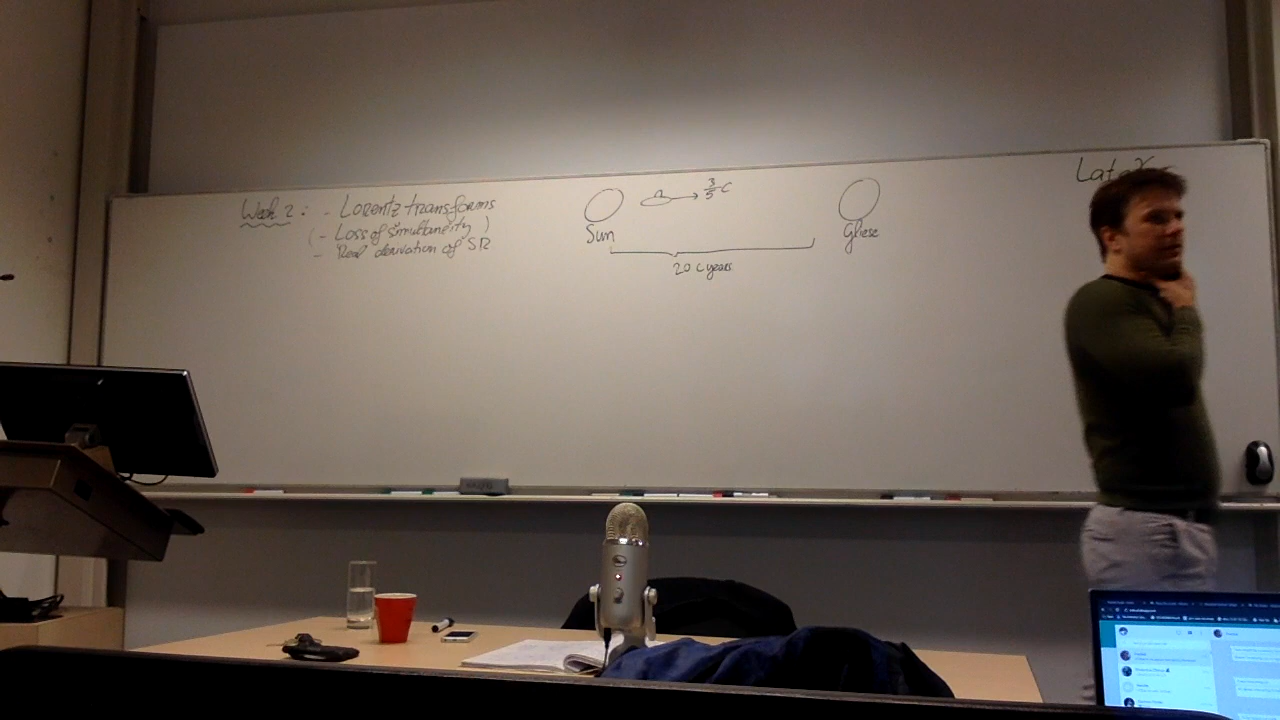 Week 2: - Lorentz transforms
(- Loss of simultaneity)
- Real derivation of SR
3/5 c
Sun
Gliese
20 c years